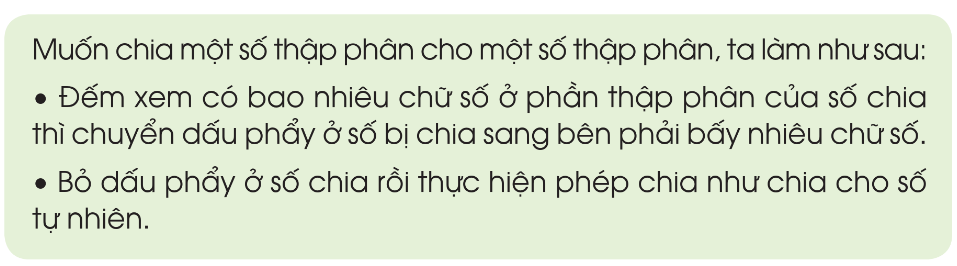 Muốn chia một số thập phân cho một số thập phân, ta làm như sau:
• Đếm xem có bao nhiêu chữ số ở phần thập phân của số chia
thì chuyển dấu phẩy ở số bị chia sang bên phải bấy nhiêu chữ số.
• Bỏ dấu phẩy ở số chia rồi thực hiện phép chia như chia cho số
tự nhiên.